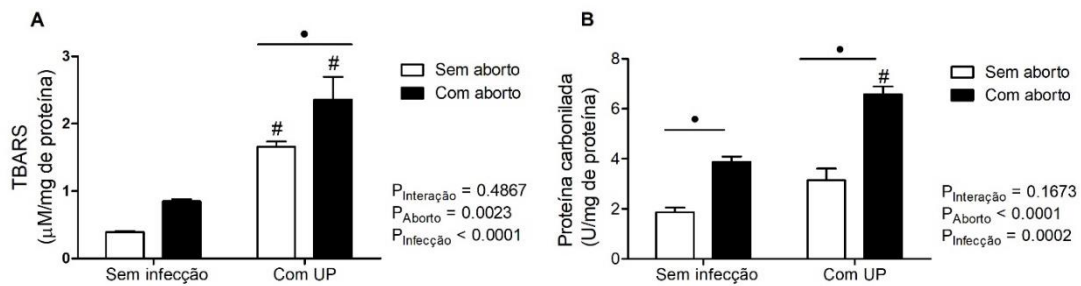 A
TBARS
(μM/mg de proteína)
3
2
1
0
#
•
#
Sem infecção
Com UP
Sem aborto
Com aborto
PInteração = 0.4867
PAborto = 0.0023
PInfecção < 0.0001
B
Proteína carbonilada
(U/mg de proteína)
8
6
4
2
0
•
•
#
Sem infecção
Com UP
Sem aborto
Com aborto
PInteração = 0.1673
PAborto < 0.0001
PInfecção = 0.0002